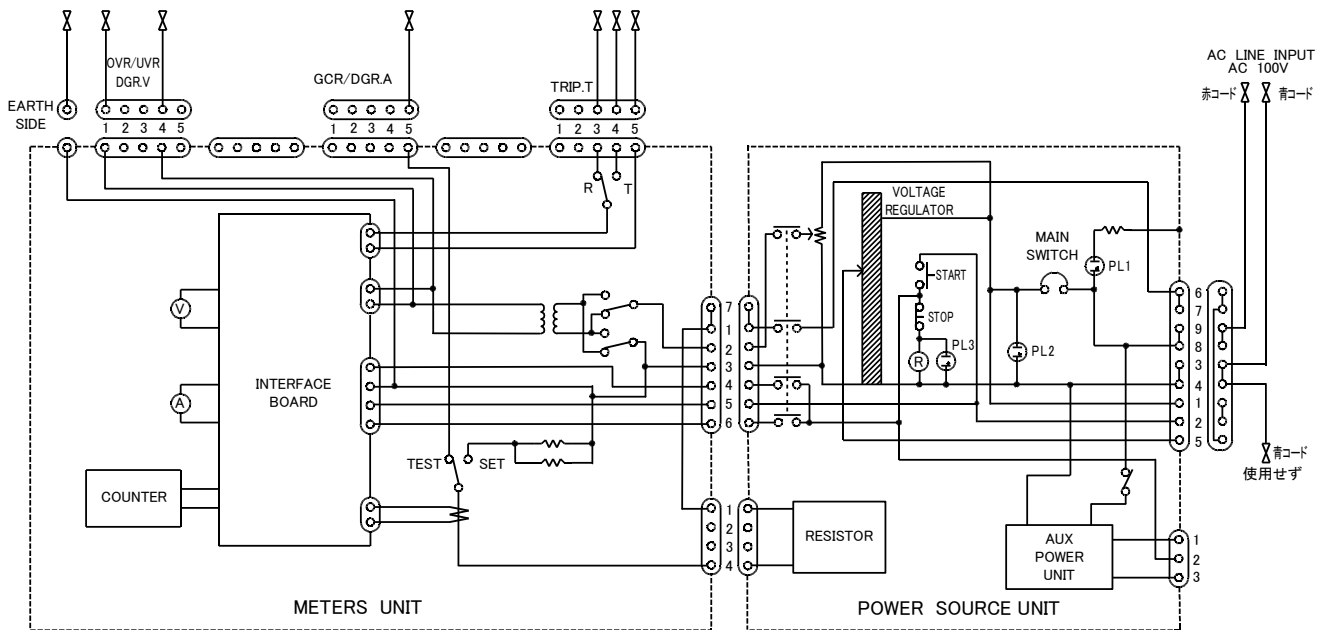 OVR/UVR
DGR.V
GCR/DGR.A
TRIP.T
EARTH
SIDE
1 2 3 4 5
1 2 3 4 5
1 2 3 4 5
AC LINE INPUT
AC 100V
赤コード
青コード
R
T
V
A
INTERFACE
BOARD
COUNTER
TEST
SET
7
1
2
3
4
5
6
1
2
3
4
METERS UNIT
VOLTAGE
REGULATOR
START
STOP
R
PL3
MAIN
SWITCH
PL1
PL2
RESISTOR
AUX
POWER
UNIT
6
7
9
8
3
4
1
2
5
1
2
3
青コード
使用せず
POWER SOURCE UNIT